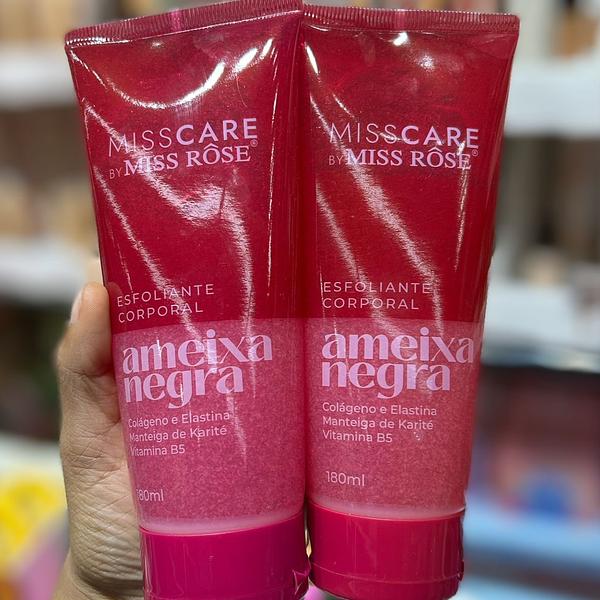 MISSCARE
BY MISS RÔSE®
ESFOLIANTE
CORPORAL
ameixa
negra
Colágeno e Elastina
Manteiga de Karité
Vitamina B5
180ml
MISSCARE
BY MISS RÔSE®
ESFOLIANTE
CORPORAL
ameixa
negra
Colágeno e Elastina
Manteiga de Karité
Vitamina B5
180ml